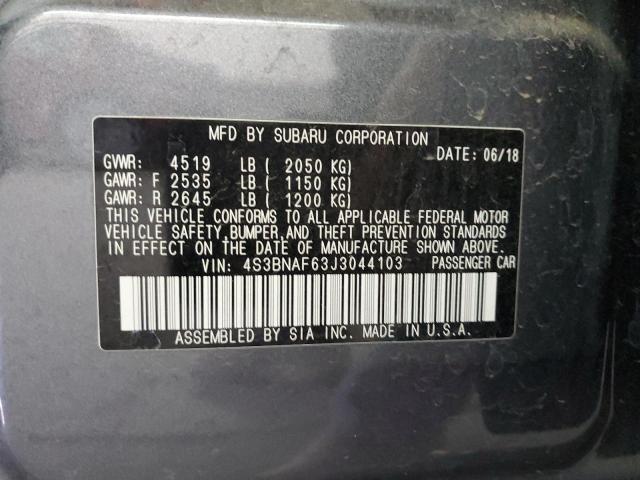 MFD BY SUBARU CORPORATION
DATE: 06/18
GVWR: 4519 LB ( 2050 KG)
GAWR: F 2535 LB ( 1150 KG)
GAWR: R 2645 LB ( 1200 KG)
THIS VEHICLE CONFORMS TO ALL APPLICABLE FEDERAL MOTOR
VEHICLE SAFETY, BUMPER, AND THEFT PREVENTION STANDARDS
IN EFFECT ON THE DATE OF MANUFACTURE SHOWN ABOVE.
VIN: 4S3BNAF63J3044103 PASSENGER CAR
ASSEMBLED BY SIA INC. MADE IN U.S.A.